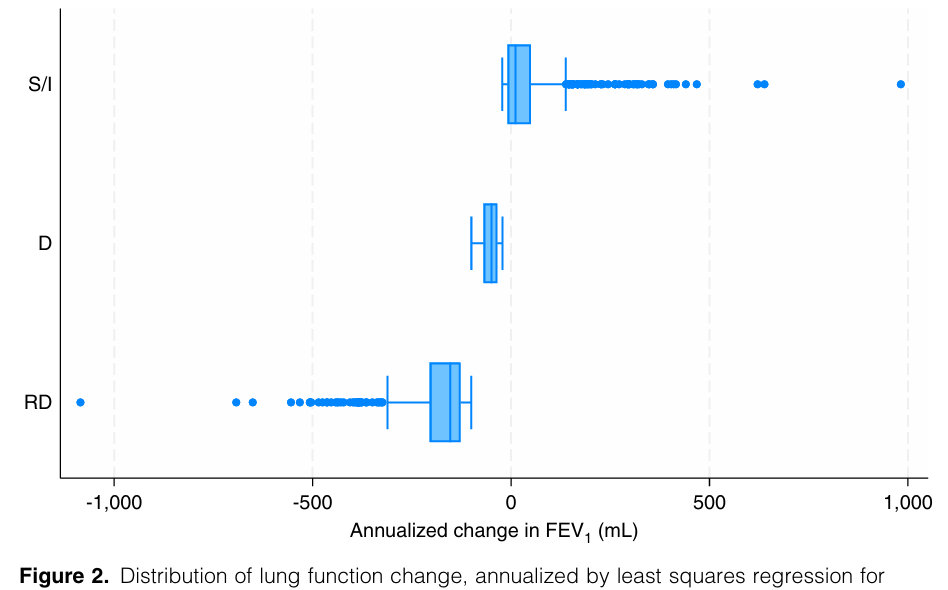 S/I
D
RD
-1,000 -500 0 500 1,000
Annualized change in FEV₁ (mL)
Figure 2. Distribution of lung function change, annualized by least squares regression for